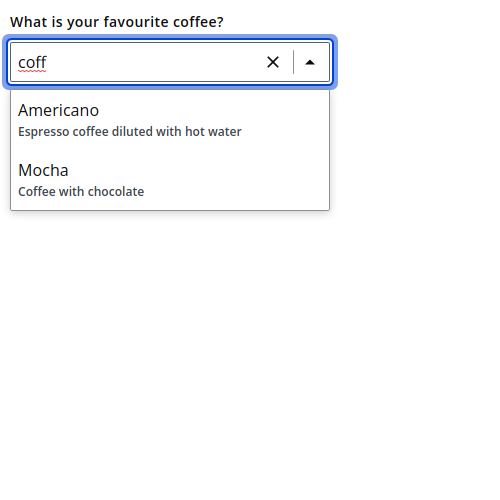 What is your favourite coffee?
coff
Americano
Espresso coffee diluted with hot water
Mocha
Coffee with chocolate